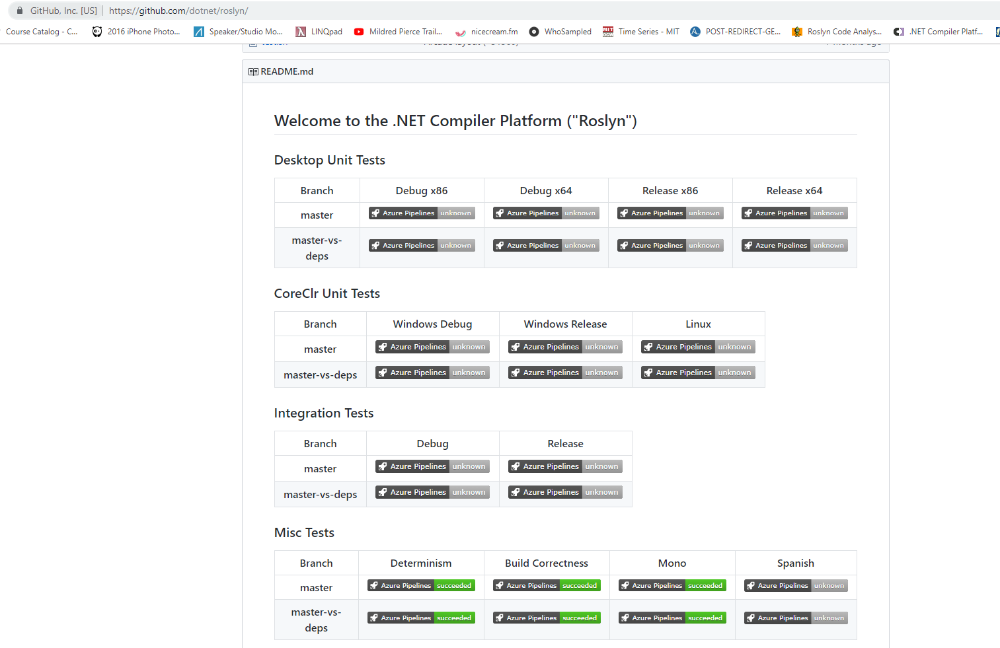 GitHub, Inc. [US] https://github.com/dotnet/roslyn/
Course Catalog - C... 2016 iPhone Photo... Speaker/Studio Mo... LINQpad Mildred Pierce Trail... nicecream.fm WhoSampled MIT OCW Time Series - MIT POST-REDIRECT-GE... Roslyn Code Analys... .NET Compiler Platf...
README.md
Welcome to the .NET Compiler Platform ("Roslyn")
Desktop Unit Tests
Branch Debug x86 Debug x64 Release x86 Release x64
master Azure Pipelines unknown Azure Pipelines unknown Azure Pipelines unknown Azure Pipelines unknown
master-vs-
deps Azure Pipelines unknown Azure Pipelines unknown Azure Pipelines unknown Azure Pipelines unknown
CoreClr Unit Tests
Branch Windows Debug Windows Release Linux
master Azure Pipelines unknown Azure Pipelines unknown Azure Pipelines unknown
master-vs-deps Azure Pipelines unknown Azure Pipelines unknown Azure Pipelines unknown
Integration Tests
Branch Debug Release
master Azure Pipelines unknown Azure Pipelines unknown
master-vs-deps Azure Pipelines unknown Azure Pipelines unknown
Misc Tests
Branch Determinism Build Correctness Mono Spanish
master Azure Pipelines succeeded Azure Pipelines succeeded Azure Pipelines succeeded Azure Pipelines unknown
master-vs-
deps Azure Pipelines succeeded Azure Pipelines succeeded Azure Pipelines succeeded Azure Pipelines unknown